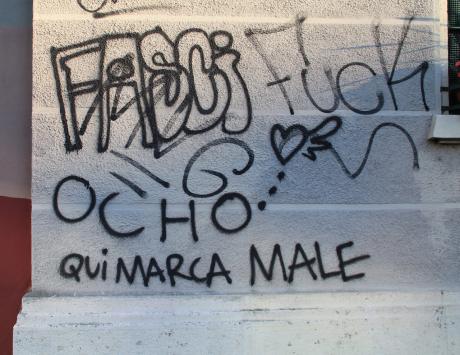 FASCI FUCK
OCHO
QUI MARCA MALE